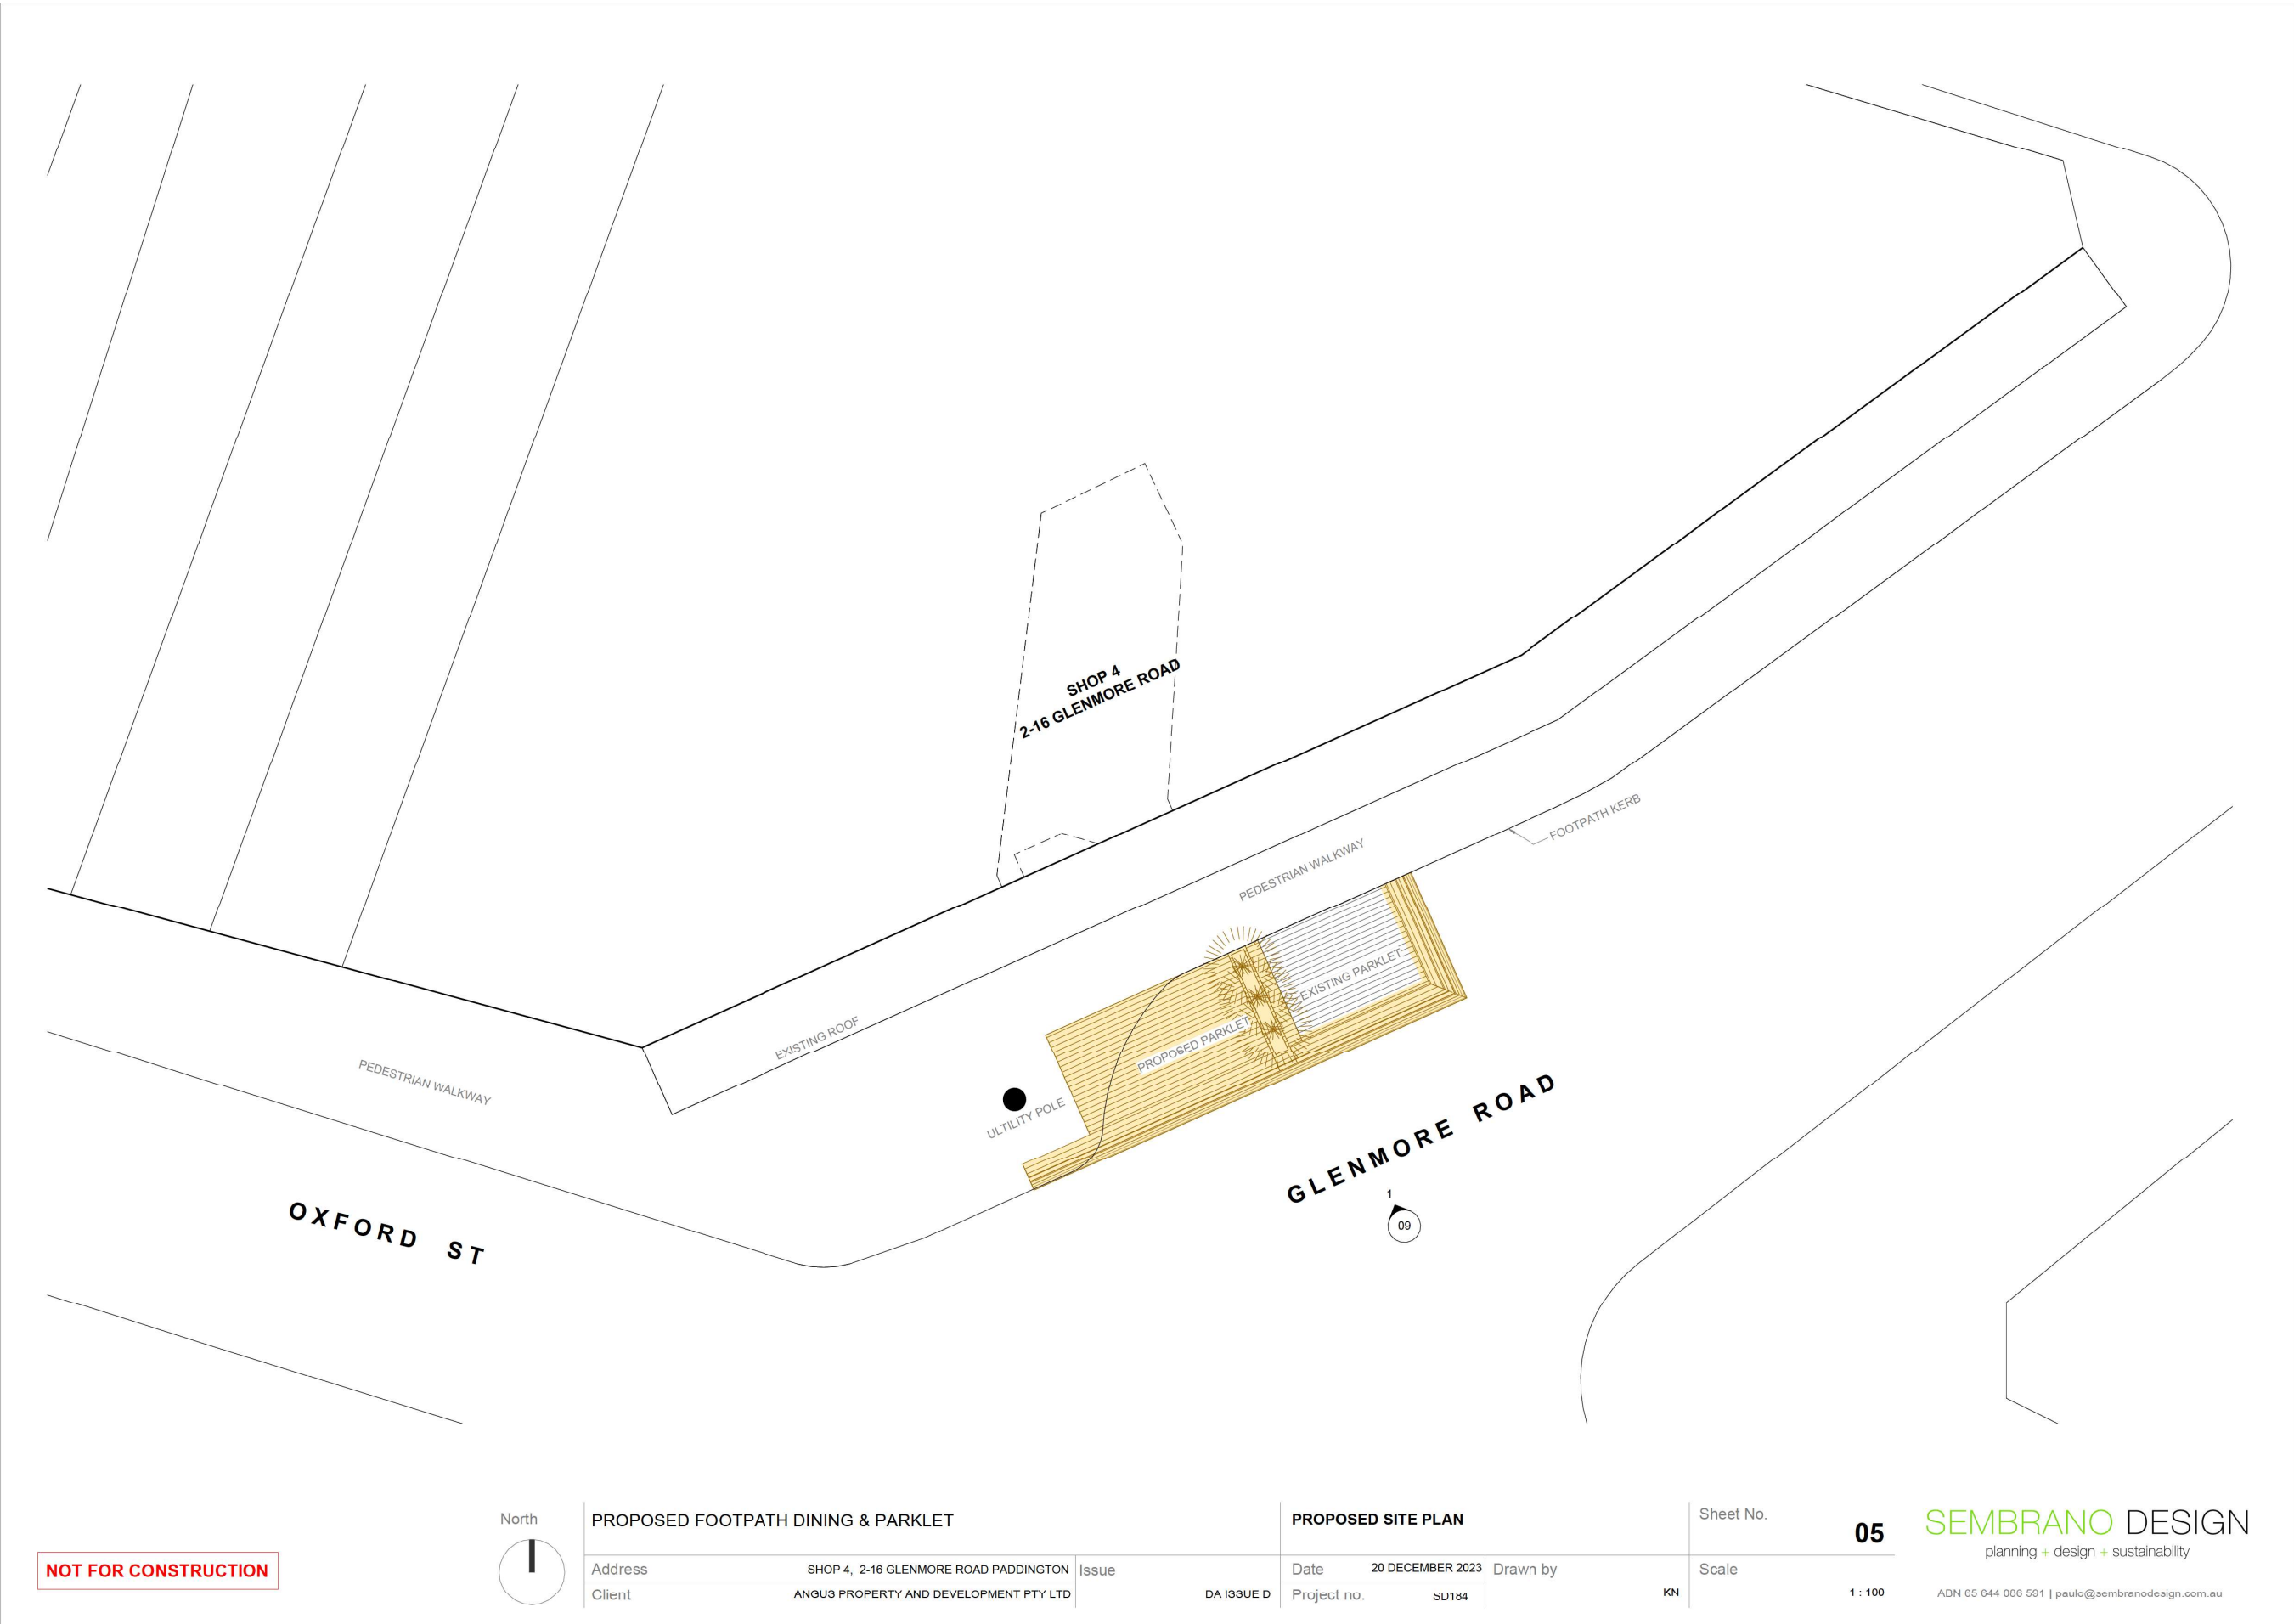 SHOP 4
2-16 GLENMORE ROAD
FOOTPATH KERB
PEDESTRIAN WALKWAY
EXISTING PARKLET
EXISTING ROOF
PROPOSED PARKLET
PEDESTRIAN WALKWAY
ULTILITY POLE
GLENMORE ROAD
OXFORD ST
1
09
NOT FOR CONSTRUCTION
North
PROPOSED FOOTPATH DINING & PARKLET
Address SHOP 4, 2-16 GLENMORE ROAD PADDINGTON
Client ANGUS PROPERTY AND DEVELOPMENT PTY LTD
Issue
DA ISSUE D
PROPOSED SITE PLAN
Date 20 DECEMBER 2023
Project no. SD184
Drawn by
KN
Sheet No.
05
Scale
1 : 100
SEMBRANO DESIGN
planning + design + sustainability
ABN 65 644 086 591 | paulo@sembranodesign.com.au